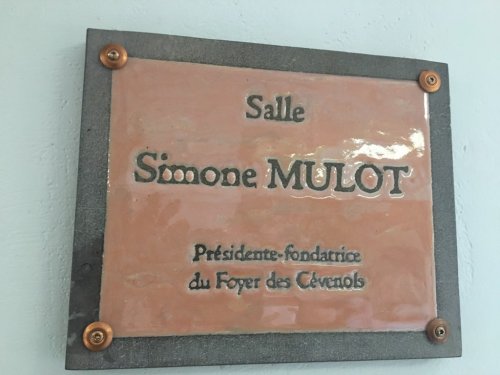 Salle
Simone MULOT
Présidente-fondatrice
du Foyer des Cévenols